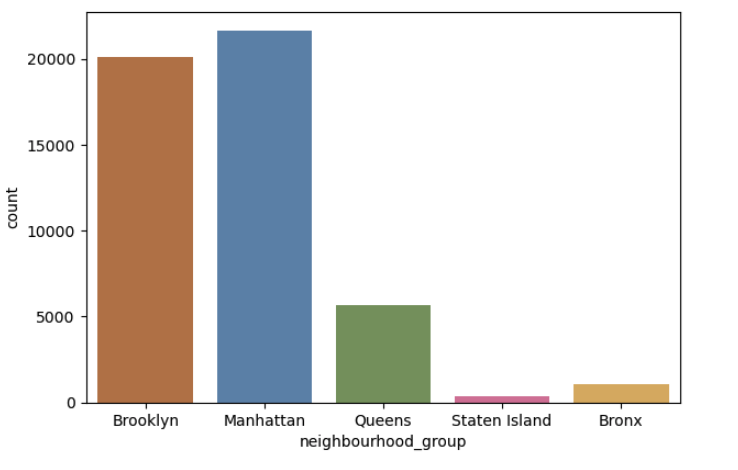 20000
15000
10000
5000
0
count
Brooklyn Manhattan Queens Staten Island Bronx
neighbourhood_group